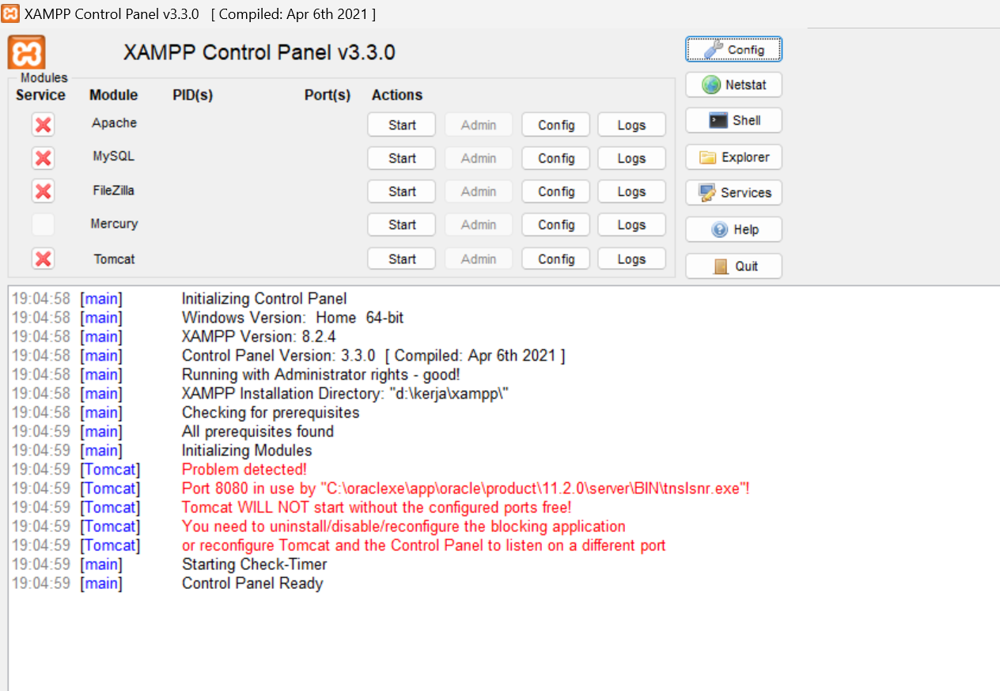 XAMPP Control Panel v3.3.0 [ Compiled: Apr 6th 2021 ]
XAMPP Control Panel v3.3.0
Config
Modules
Service Module PID(s) Port(s) Actions
Netstat
Apache Start Admin Config Logs
Shell
MySQL Start Admin Config Logs
Explorer
FileZilla Start Admin Config Logs
Services
Mercury Start Admin Config Logs
Help
Tomcat Start Admin Config Logs
Quit
19:04:58 [main] Initializing Control Panel
19:04:58 [main] Windows Version: Home 64-bit
19:04:58 [main] XAMPP Version: 8.2.4
19:04:58 [main] Control Panel Version: 3.3.0 [ Compiled: Apr 6th 2021 ]
19:04:58 [main] Running with Administrator rights - good!
19:04:58 [main] XAMPP Installation Directory: "d:\kerja\xampp\"
19:04:58 [main] Checking for prerequisites
19:04:59 [main] All prerequisites found
19:04:59 [main] Initializing Modules
19:04:59 [Tomcat] Problem detected!
19:04:59 [Tomcat] Port 8080 in use by "C:\oraclexe\app\oracle\product\11.2.0\server\BIN\tnslsnr.exe"!
19:04:59 [Tomcat] Tomcat WILL NOT start without the configured ports free!
19:04:59 [Tomcat] You need to uninstall/disable/reconfigure the blocking application
19:04:59 [Tomcat] or reconfigure Tomcat and the Control Panel to listen on a different port
19:04:59 [main] Starting Check-Timer
19:04:59 [main] Control Panel Ready